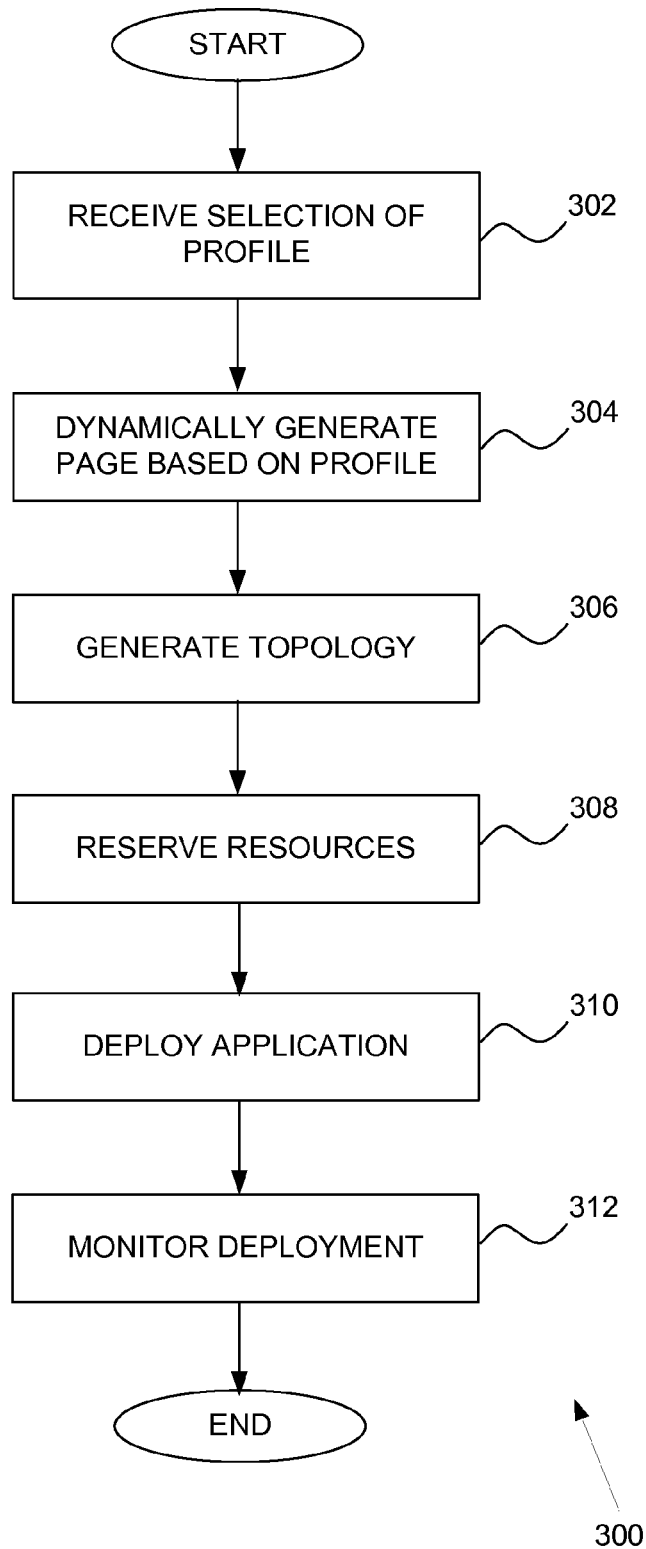 START
RECEIVE SELECTION OF
PROFILE
302
DYNAMICALLY GENERATE
PAGE BASED ON PROFILE
304
GENERATE TOPOLOGY
306
RESERVE RESOURCES
308
DEPLOY APPLICATION
310
MONITOR DEPLOYMENT
312
END
300